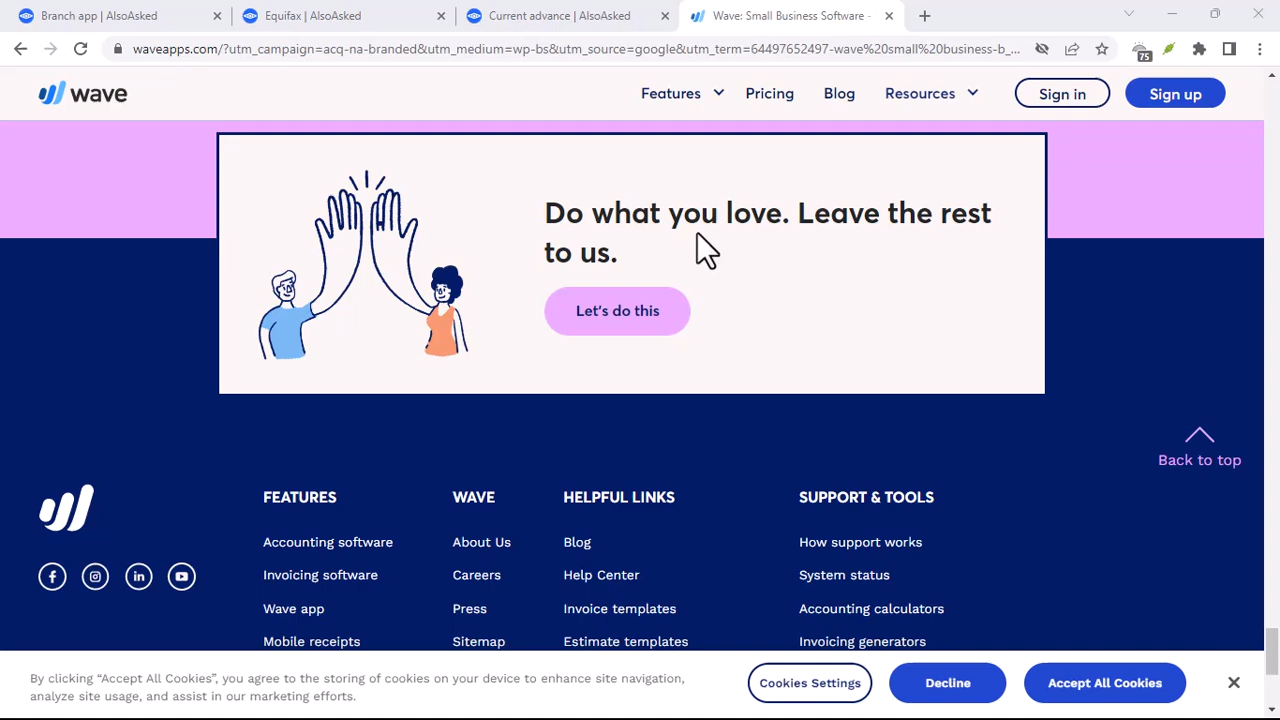 Branch app | AlsoAsked
Equifax | AlsoAsked
Current advance | AlsoAsked
Wave: Small Business Software -
waveapps.com/?utm_campaign=acq-na-branded&utm_medium=wp-bs&utm_source=google&utm_term=64497652497-wave%20small%20business-b_...
75
wave
Features
Pricing
Blog
Resources
Sign in
Sign up
Do what you love. Leave the rest
to us.
Let's do this
Back to top
FEATURES
Accounting software
Invoicing software
Wave app
Mobile receipts
WAVE
About Us
Careers
Press
Sitemap
HELPFUL LINKS
Blog
Help Center
Invoice templates
Estimate templates
SUPPORT & TOOLS
How support works
System status
Accounting calculators
Invoicing generators
By clicking “Accept All Cookies”, you agree to the storing of cookies on your device to enhance site navigation,
analyze site usage, and assist in our marketing efforts.
Cookies Settings
Decline
Accept All Cookies